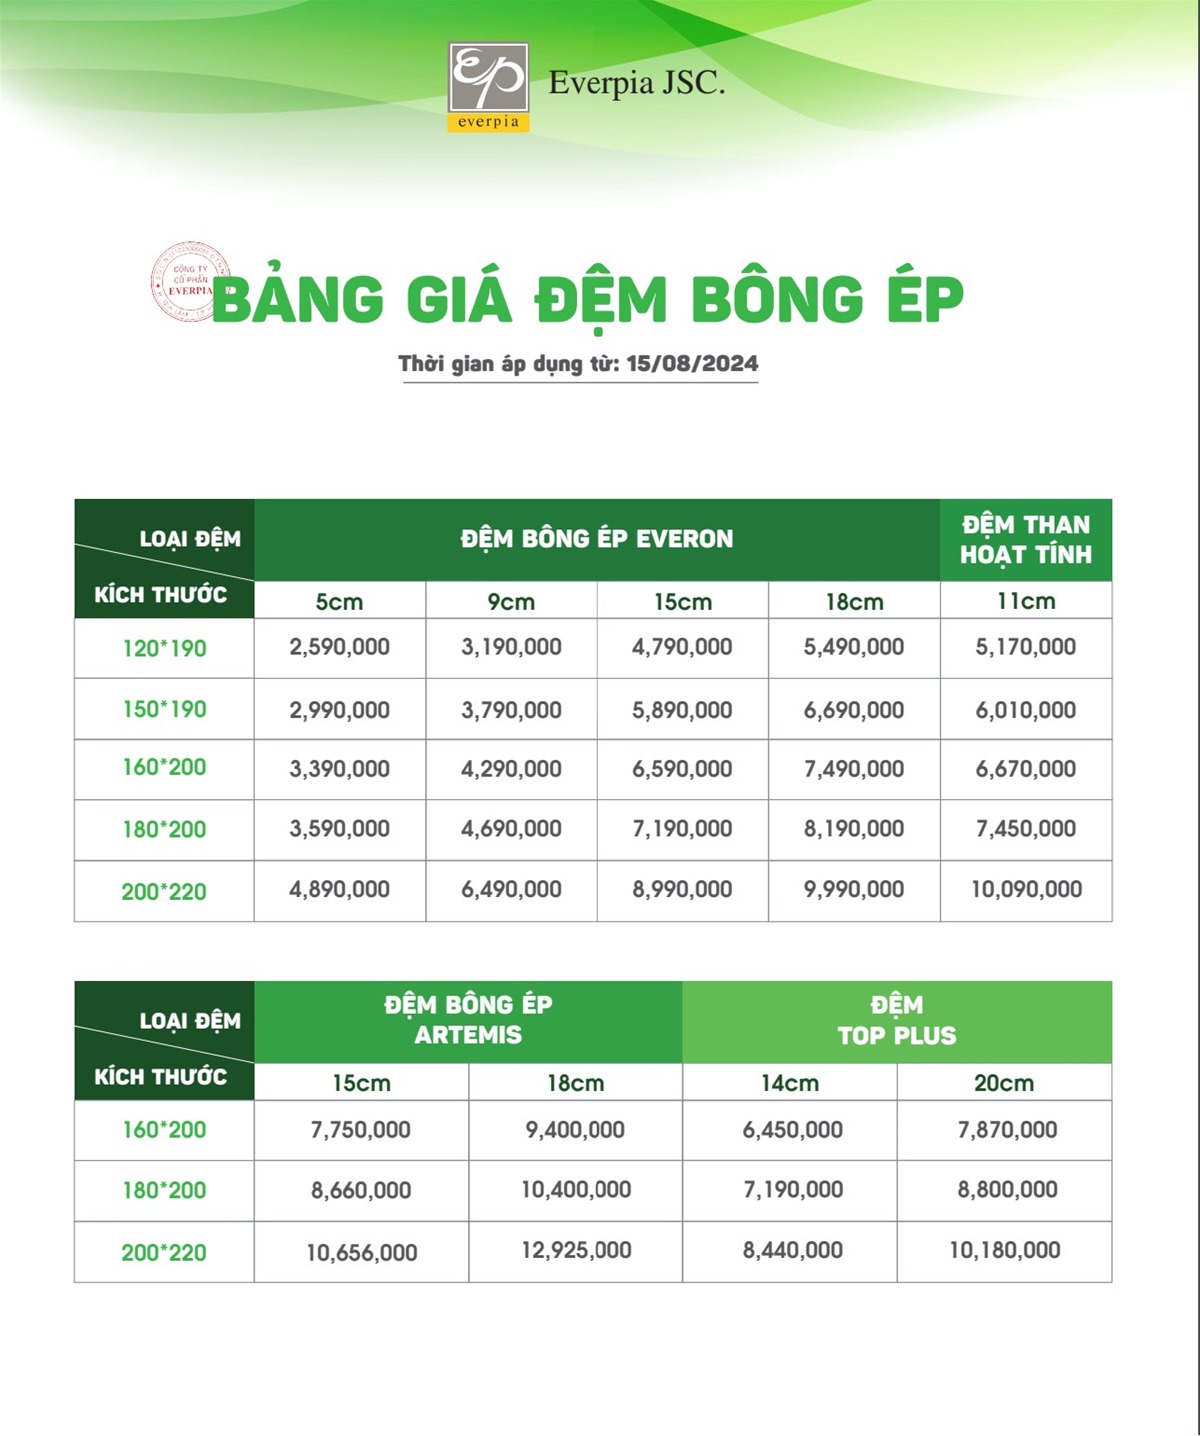 Everpia JSC.
everpia
CÔNG TY
CỔ PHẦN
EVERPIA
BẢNG GIÁ ĐỆM BÔNG ÉP
Thời gian áp dụng từ: 15/08/2024
LOẠI ĐỆM
KÍCH THƯỚC
ĐỆM BÔNG ÉP EVERON
ĐỆM THAN
HOẠT TÍNH
5cm 9cm 15cm 18cm 11cm
120*190 2,590,000 3,190,000 4,790,000 5,490,000 5,170,000
150*190 2,990,000 3,790,000 5,890,000 6,690,000 6,010,000
160*200 3,390,000 4,290,000 6,590,000 7,490,000 6,670,000
180*200 3,590,000 4,690,000 7,190,000 8,190,000 7,450,000
200*220 4,890,000 6,490,000 8,990,000 9,990,000 10,090,000
LOẠI ĐỆM
KÍCH THƯỚC
ĐỆM BÔNG ÉP
ARTEMIS
ĐỆM
TOP PLUS
15cm 18cm 14cm 20cm
160*200 7,750,000 9,400,000 6,450,000 7,870,000
180*200 8,660,000 10,400,000 7,190,000 8,800,000
200*220 10,656,000 12,925,000 8,440,000 10,180,000